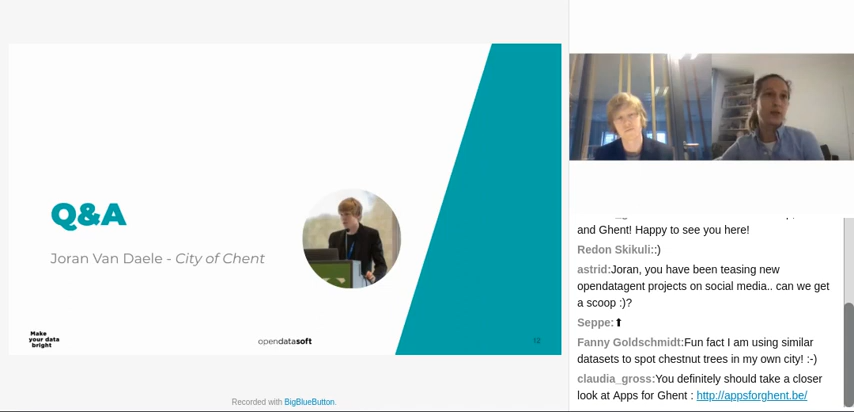 Q&A
Joran Van Daele - City of Chent
Make
your data
bright
opendatasoft
12
Recorded with BigBlueButton.
and Ghent! Happy to see you here!
Redon Skikuli::)
astrid:Joran, you have been teasing new
opendatagent projects on social media.. can we get
a scoop :)?
Seppe:⬆
Fanny Goldschmidt:Fun fact I am using similar
datasets to spot chestnut trees in my own city! :-)
claudia_gross:You definitely should take a closer
look at Apps for Ghent : http://appsforghent.be/